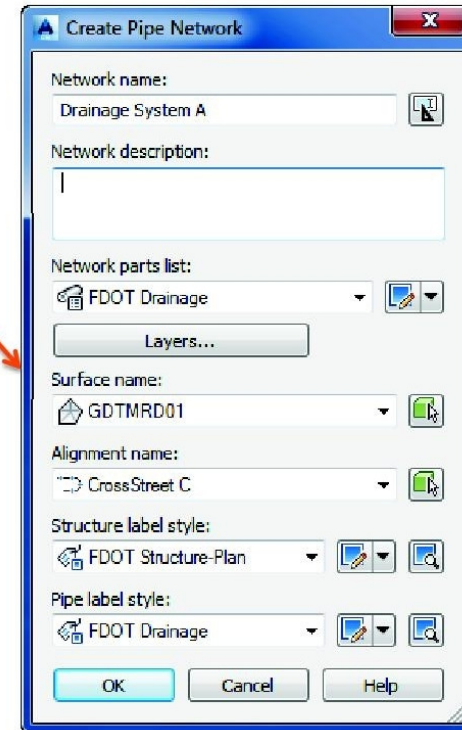 Create Pipe Network
Network name:
Drainage System A
Network description:
Network parts list:
FDOT Drainage
Layers...
Surface name:
GDTMRD01
Alignment name:
CrossStreet C
Structure label style:
FDOT Structure-Plan
Pipe label style:
FDOT Drainage
OK Cancel Help